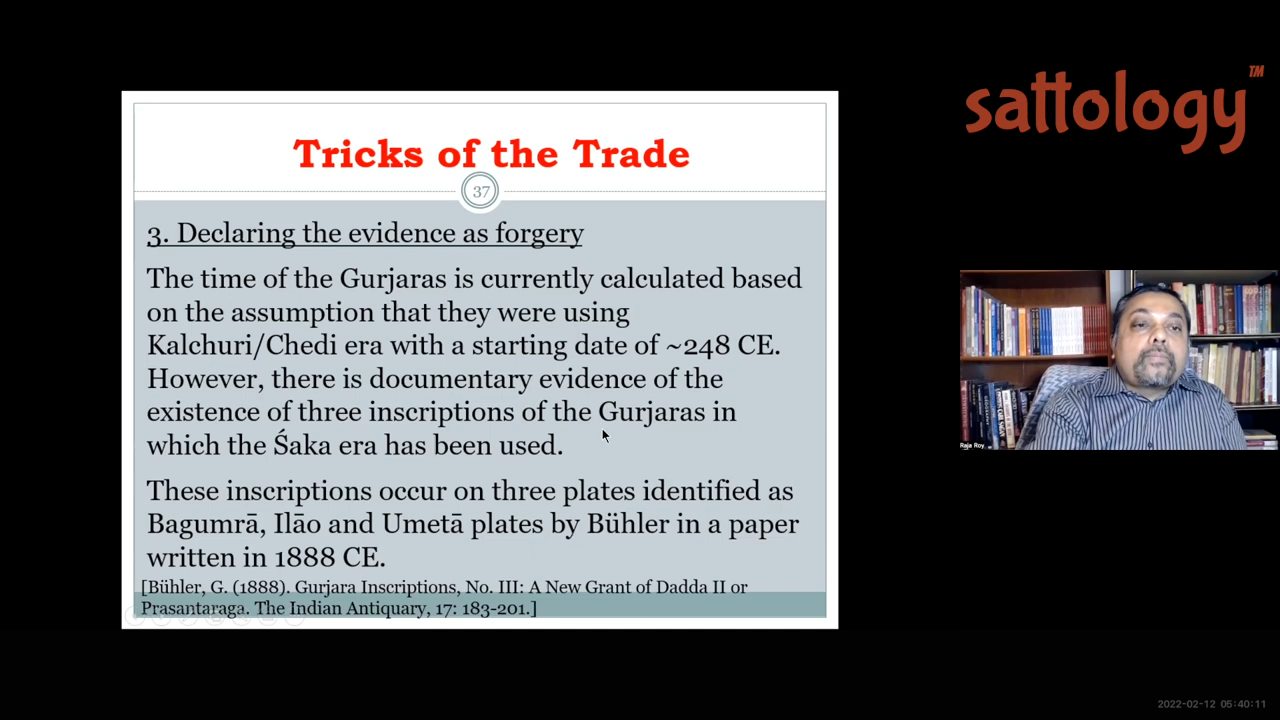 sattology
TM
Tricks of the Trade
37
3. Declaring the evidence as forgery
The time of the Gurjaras is currently calculated based
on the assumption that they were using
Kalchuri/Chedi era with a starting date of ~248 CE.
However, there is documentary evidence of the
existence of three inscriptions of the Gurjaras in
which the Śaka era has been used.
These inscriptions occur on three plates identified as
Bagumrā, Ilāo and Umetā plates by Bühler in a paper
written in 1888 CE.
[Bühler, G. (1888). Gurjara Inscriptions, No. III: A New Grant of Dadda II or
Prasantaraga. The Indian Antiquary, 17: 183-201.]
Raja Roy
2022-02-12 05:40:11